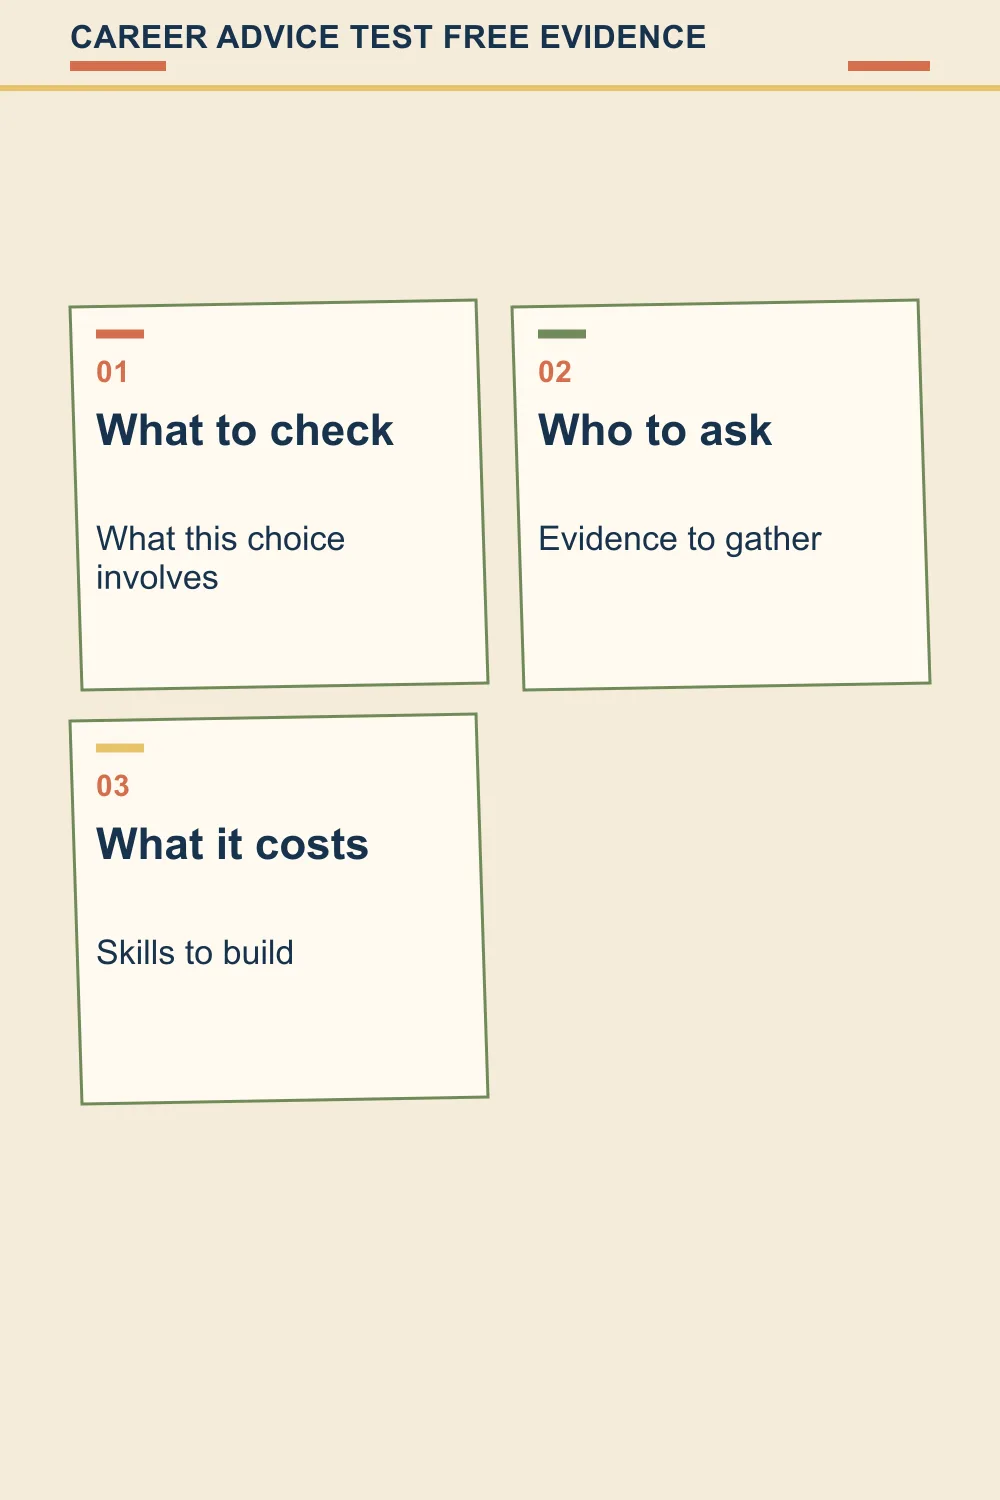 CAREER ADVICE TEST FREE EVIDENCE
01
What to check
What this choice
involves
02
Who to ask
Evidence to gather
03
What it costs
Skills to build